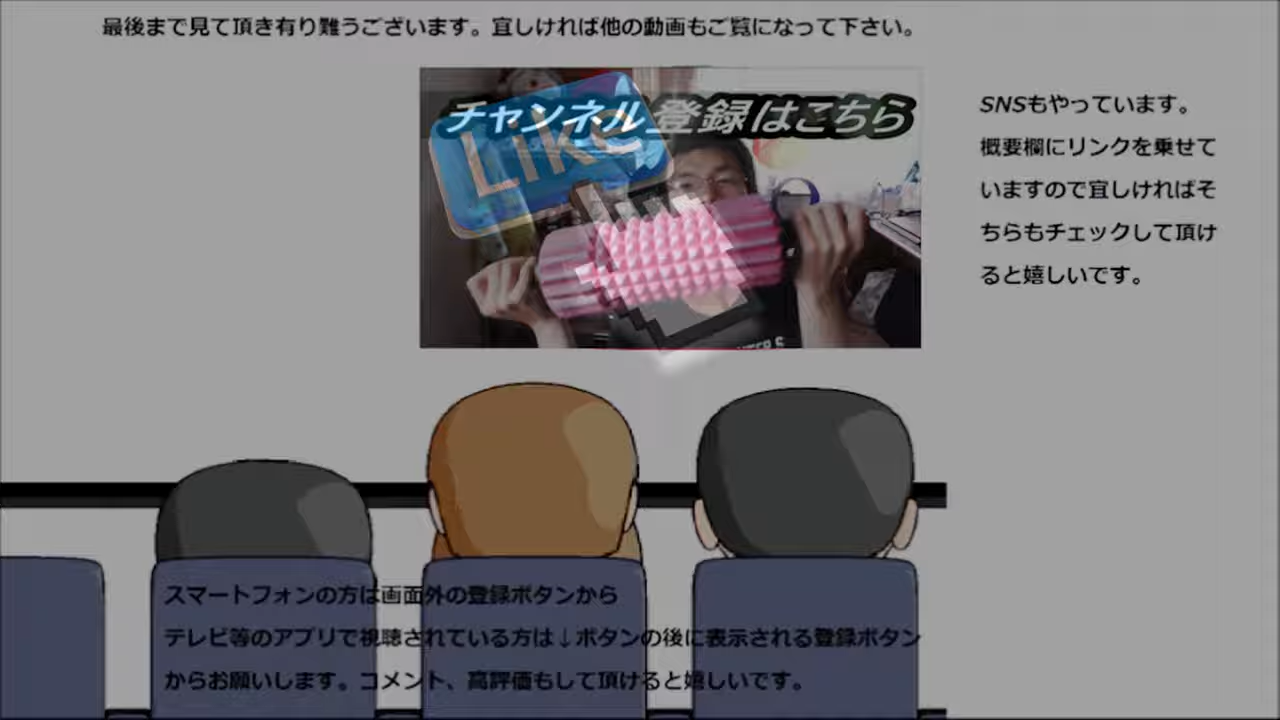 最後まで見て頂き有り難うございます。宜しければ他の動画もご覧になって下さい。
チャンネル登録はこちら
LiKE
SNSもやっています。
概要欄にリンクを乗せて
いますので宜しければそ
ちらもチェックして頂け
ると嬉しいです。
スマートフォンの方は画面外の登録ボタンから
テレビ等のアプリで視聴されている方は↓ボタンの後に表示される登録ボタン
からお願いします。コメント、高評価もして頂けると嬉しいです。